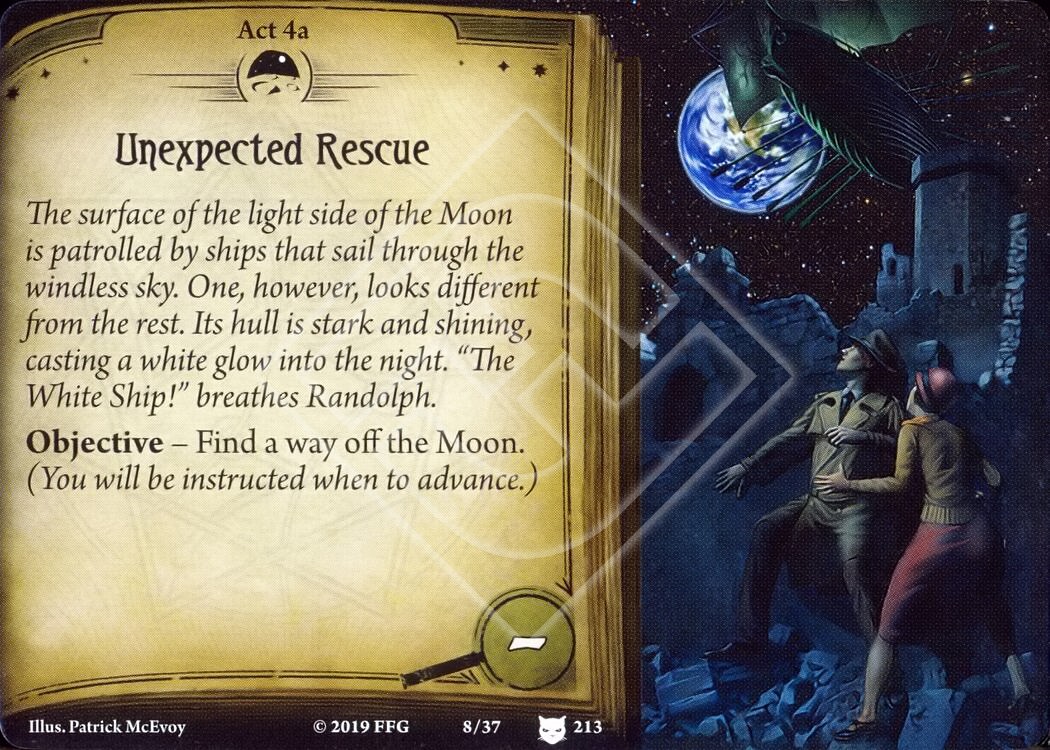 Act 4a
Unexpected Rescue
The surface of the light side of the Moon
is patrolled by ships that sail through the
windless sky. One, however, looks different
from the rest. Its hull is stark and shining,
casting a white glow into the night. “The
White Ship!” breathes Randolph.
Objective – Find a way off the Moon.
(You will be instructed when to advance.)
–
Illus. Patrick McEvoy
© 2019 FFG
8/37
213